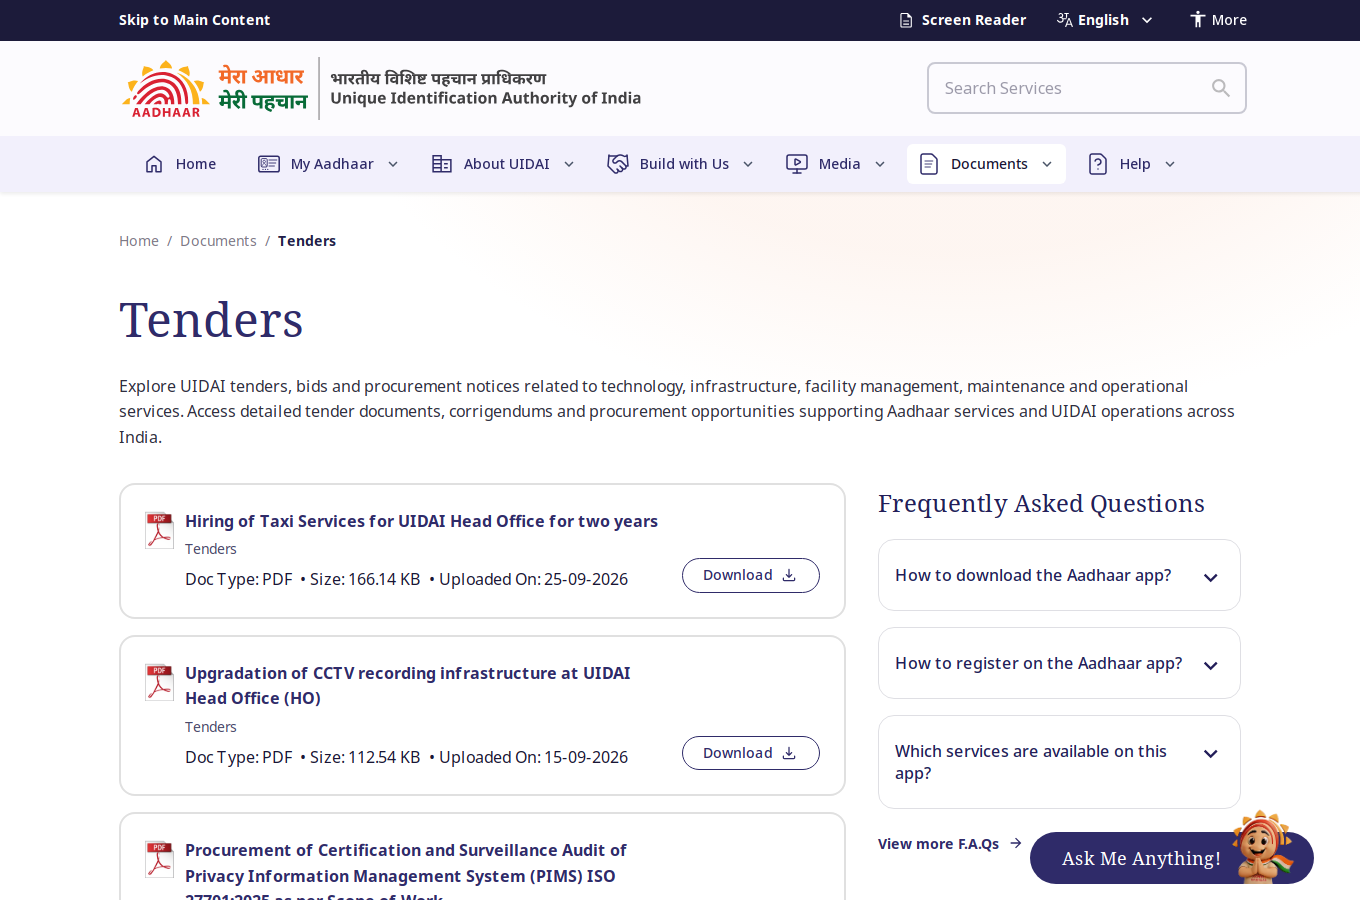 Skip to Main Content
Screen Reader
English
More
AADHAAR
मेरा आधार
मेरी पहचान
भारतीय विशिष्ट पहचान प्राधिकरण
Unique Identification Authority of India
Search Services
Home
My Aadhaar
About UIDAI
Build with Us
Media
Documents
Help
Home / Documents / Tenders
Tenders
Explore UIDAI tenders, bids and procurement notices related to technology, infrastructure, facility management, maintenance and operational
services. Access detailed tender documents, corrigendums and procurement opportunities supporting Aadhaar services and UIDAI operations across
India.
PDF
Hiring of Taxi Services for UIDAI Head Office for two years
Tenders
Doc Type: PDF • Size: 166.14 KB • Uploaded On: 25-09-2026
Download
PDF
Upgradation of CCTV recording infrastructure at UIDAI
Head Office (HO)
Tenders
Doc Type: PDF • Size: 112.54 KB • Uploaded On: 15-09-2026
Download
PDF
Procurement of Certification and Surveillance Audit of
Privacy Information Management System (PIMS) ISO
27701:2025 as per Scope of Work
Frequently Asked Questions
How to download the Aadhaar app?
How to register on the Aadhaar app?
Which services are available on this
app?
View more F.A.Qs
Ask Me Anything!